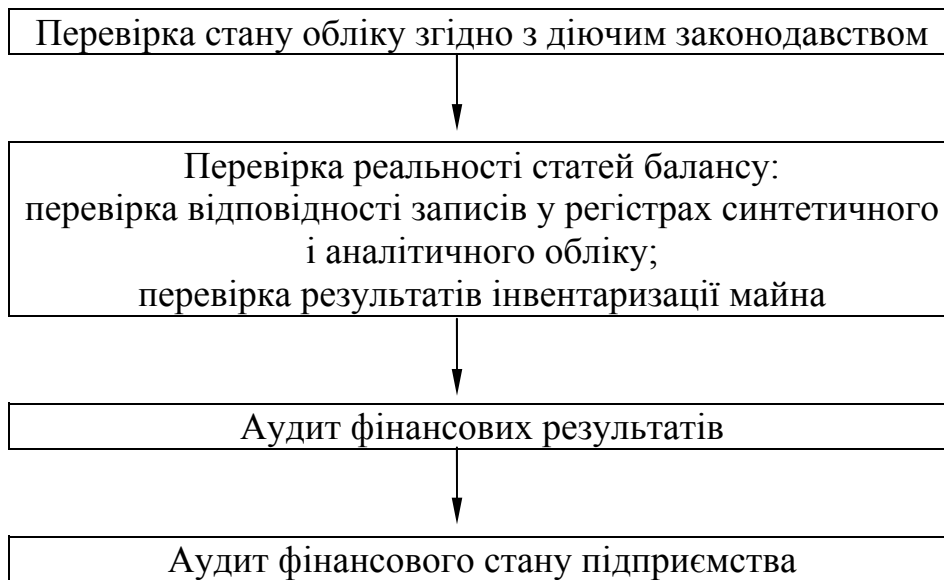 Перевірка стану обліку згідно з діючим законодавством
Перевірка реальності статей балансу:
перевірка відповідності записів у регістрах синтетичного
і аналітичного обліку;
перевірка результатів інвентаризації майна
Аудит фінансових результатів
Аудит фінансового стану підприємства